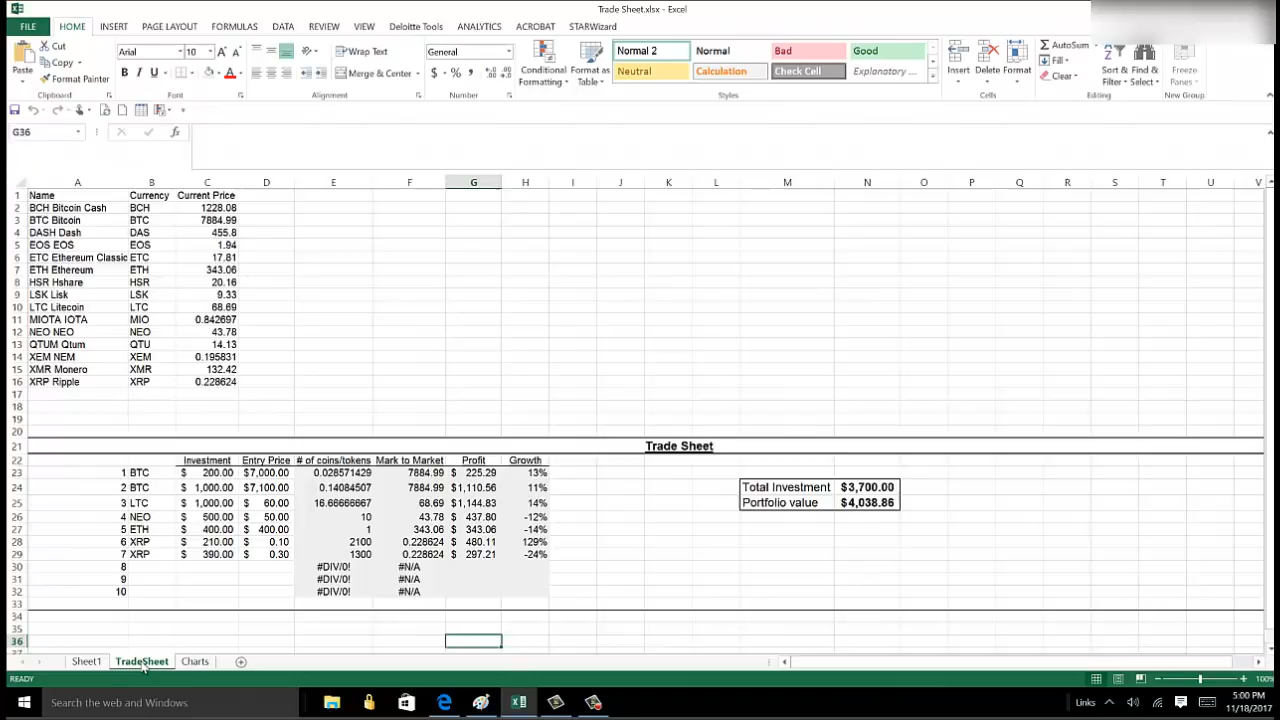 Trade Sheet.xlsx - Excel
FILE HOME INSERT PAGE LAYOUT FORMULAS DATA REVIEW VIEW Deloitte Tools ANALYTICS ACROBAT STARWizard
Paste
Cut
Copy
Format Painter
Clipboard
Arial 10
B I U
Font
Wrap Text
Merge & Center
Alignment
General
$ % ,
Number
Conditional Formatting
Format as Table
Normal 2 Normal Bad Good
Neutral Calculation Check Cell Explanatory ...
Styles
Insert Delete Format
Cells
AutoSum
Fill
Clear
Sort & Filter
Find & Select
Editing
Freeze Panes
New Group
G36 fx
A B C D E F G H I J K L M N O P Q R S T U V
1 Name Currency Current Price
2 BCH Bitcoin Cash BCH 1228.08
3 BTC Bitcoin BTC 7884.99
4 DASH Dash DAS 455.8
5 EOS EOS EOS 1.94
6 ETC Ethereum Classic ETC 17.81
7 ETH Ethereum ETH 343.06
8 HSR Hshare HSR 20.16
9 LSK Lisk LSK 9.33
10 LTC Litecoin LTC 68.69
11 MIOTA IOTA MIO 0.842697
12 NEO NEO NEO 43.78
13 QTUM Qtum QTU 14.13
14 XEM NEM XEM 0.195831
15 XMR Monero XMR 132.42
16 XRP Ripple XRP 0.228624
17
18
19
20
21 Trade Sheet
22 Investment Entry Price # of coins/tokens Mark to Market Profit Growth
23 1 BTC $ 200.00 $7,000.00 0.028571429 7884.99 $ 225.29 13%
24 2 BTC $ 1,000.00 $7,100.00 0.14084507 7884.99 $1,110.56 11% Total Investment $3,700.00
25 3 LTC $ 1,000.00 $ 60.00 16.66666667 68.69 $1,144.83 14% Portfolio value $4,038.86
26 4 NEO $ 500.00 $ 50.00 10 43.78 $ 437.80 -12%
27 5 ETH $ 400.00 $ 400.00 1 343.06 $ 343.06 -14%
28 6 XRP $ 210.00 $ 0.10 2100 0.228624 $ 480.11 129%
29 7 XRP $ 390.00 $ 0.30 1300 0.228624 $ 297.21 -24%
30 8 #DIV/0! #N/A
31 9 #DIV/0! #N/A
32 10 #DIV/0! #N/A
33
34
35
36
Sheet1 TradeSheet Charts
READY 100%
Search the web and Windows
Links
5:00 PM
11/18/2017